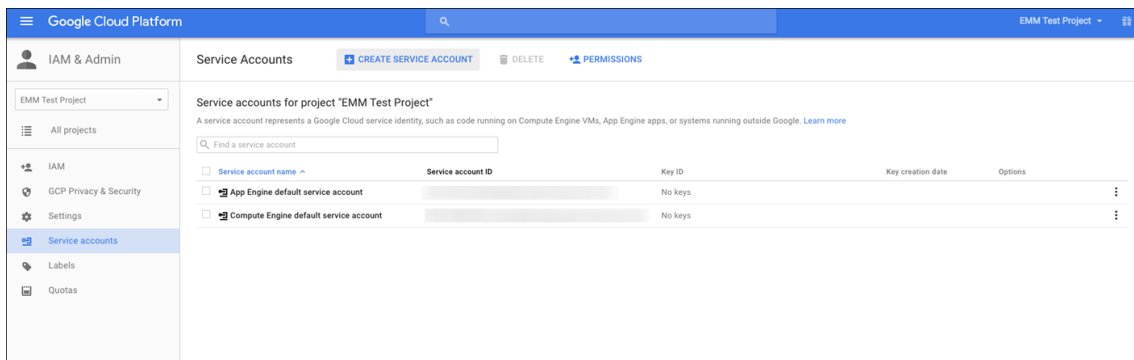 Google Cloud Platform
EMM Test Project
IAM & Admin
Service Accounts
CREATE SERVICE ACCOUNT
DELETE
PERMISSIONS
EMM Test Project
All projects
IAM
GCP Privacy & Security
Settings
Service accounts
Labels
Quotas
Service accounts for project "EMM Test Project"
A service account represents a Google Cloud service identity, such as code running on Compute Engine VMs, App Engine apps, or systems running outside Google. Learn more
Find a service account
Service account name Service account ID Key ID Key creation date Options
App Engine default service account No keys
Compute Engine default service account No keys